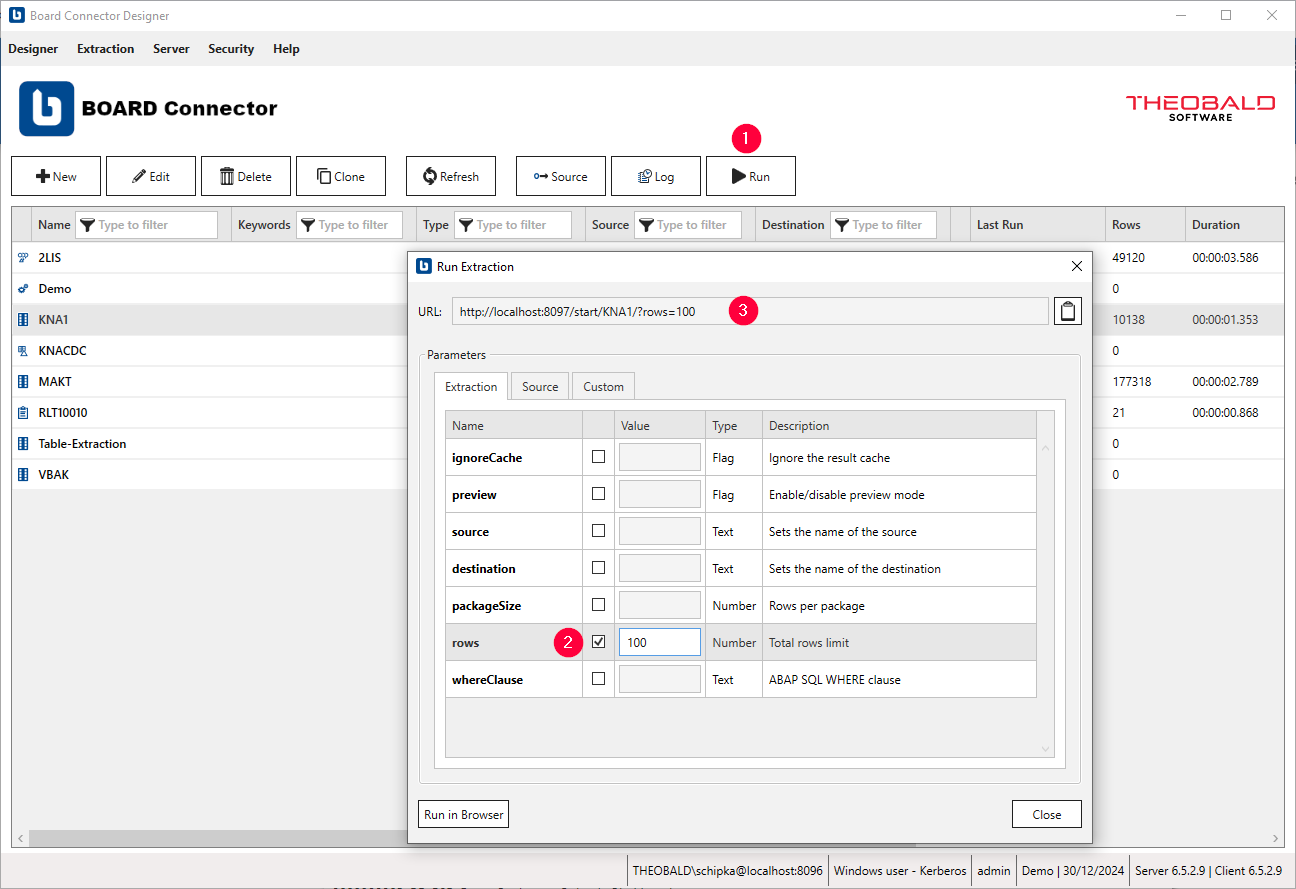 Board Connector Designer
Designer Extraction Server Security Help
BOARD Connector
THEOBALD
SOFTWARE
1
New Edit Delete Clone Refresh Source Log Run
Name Type to filter Keywords Type to filter Type Type to filter Source Type to filter Destination Type to filter Last Run Rows Duration
2LIS 49120 00:00:03.586
Demo 0
KNA1 10138 00:00:01.353
KNACDC 0
MAKT 177318 00:00:02.789
RLT10010 21 00:00:00.868
Table-Extraction 0
VBAK 0
Run Extraction
URL: http://localhost:8097/start/KNA1/?rows=100 3
Parameters
Extraction Source Custom
Name Value Type Description
ignoreCache Flag Ignore the result cache
preview Flag Enable/disable preview mode
source Text Sets the name of the source
destination Text Sets the name of the destination
packageSize Number Rows per package
rows 2 100 Number Total rows limit
whereClause Text ABAP SQL WHERE clause
Run in Browser Close
THEOBALD\schipka@localhost:8096 Windows user - Kerberos admin Demo | 30/12/2024 Server 6.5.2.9 | Client 6.5.2.9